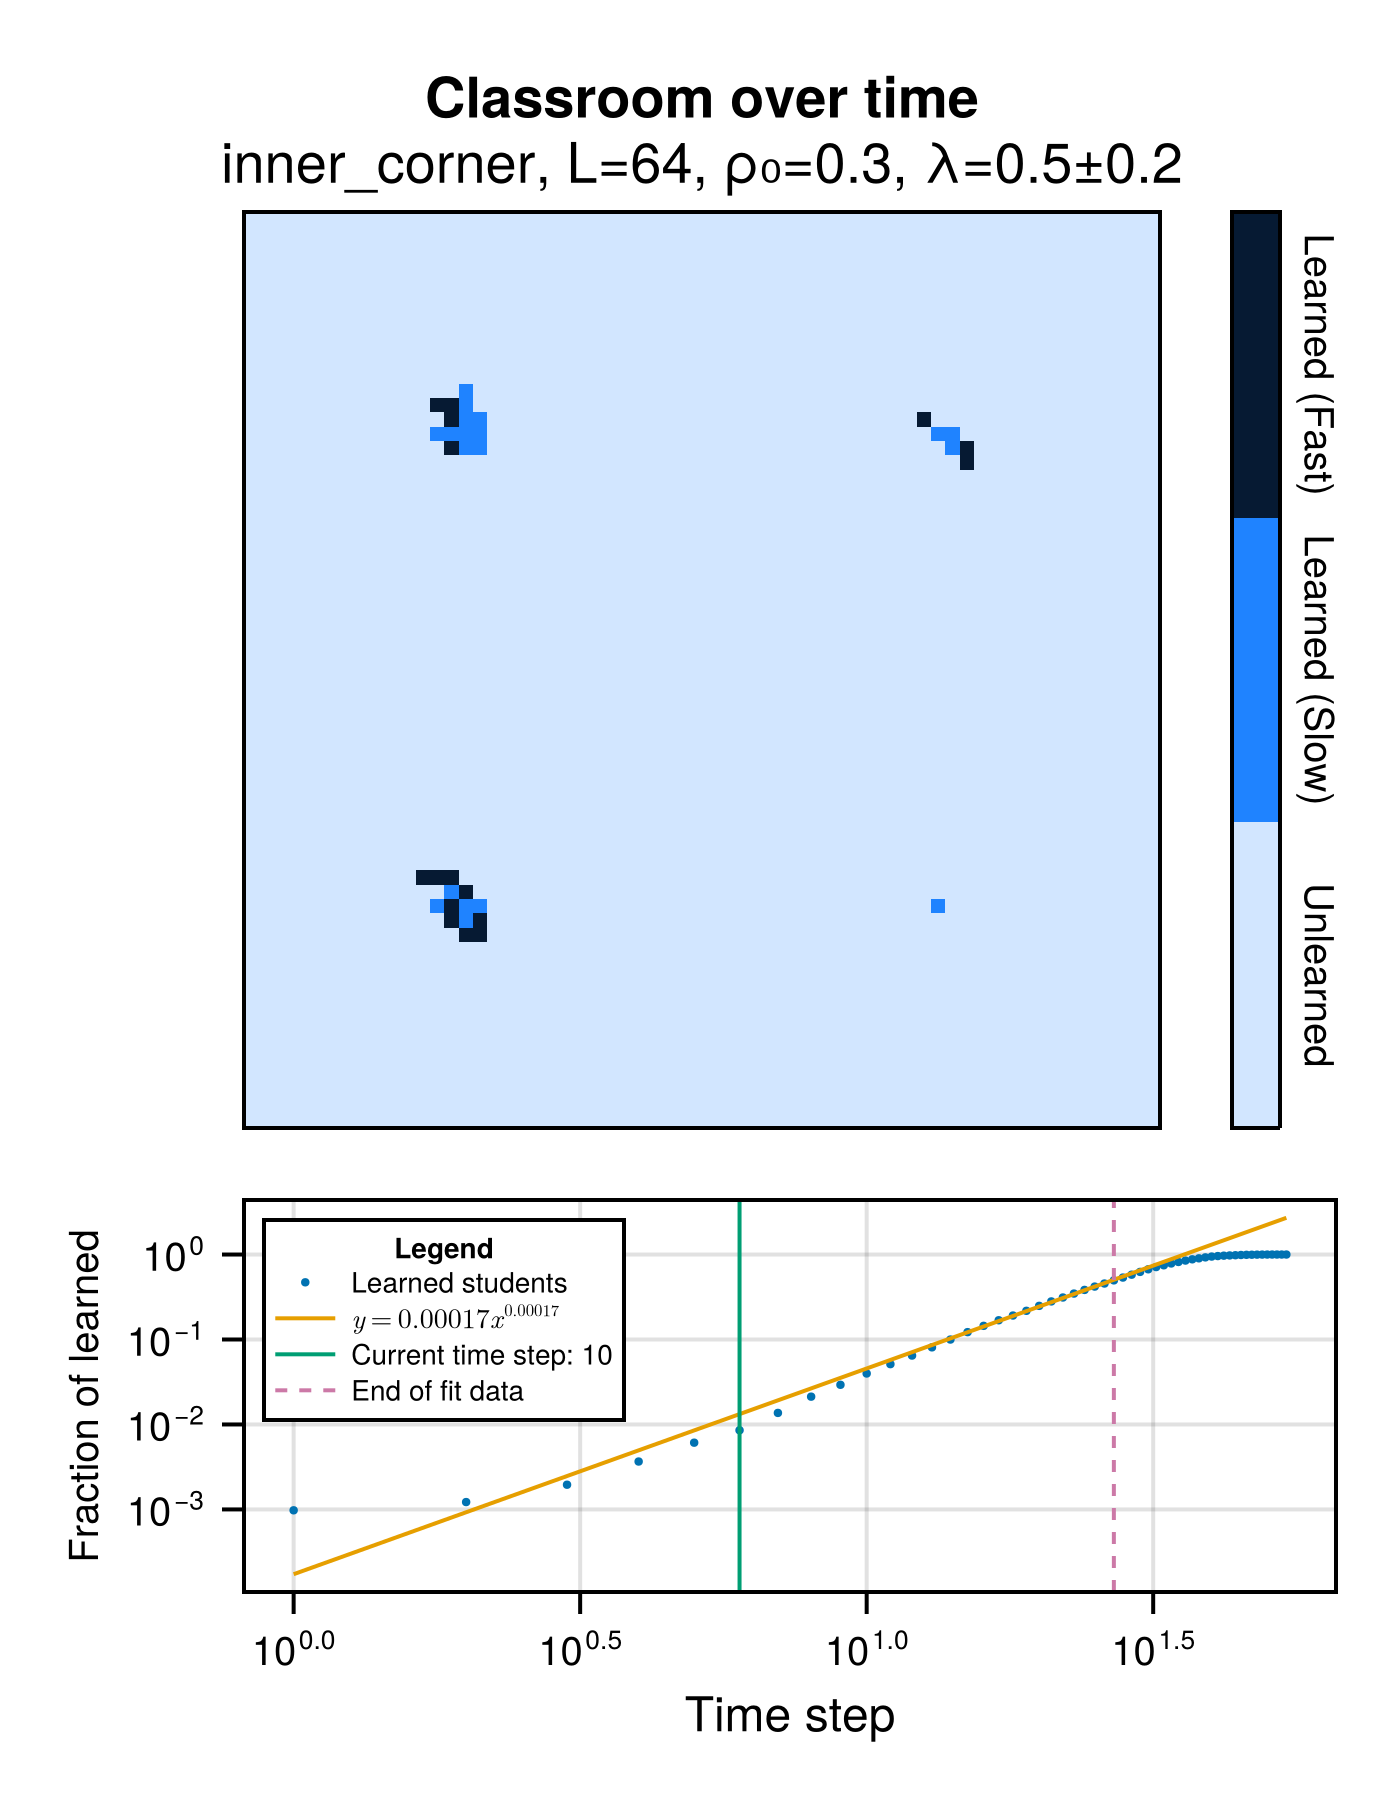 Classroom over time
inner_corner, L=64, ρ₀=0.3, λ=0.5±0.2
Learned (Fast)
Learned (Slow)
Unlearned
Fraction of learned
10⁰
10⁻¹
10⁻²
10⁻³
Legend
Learned students
y = 0.00017x^0.00017
Current time step: 10
End of fit data
10^0.0
10^0.5
10^1.0
10^1.5
Time step